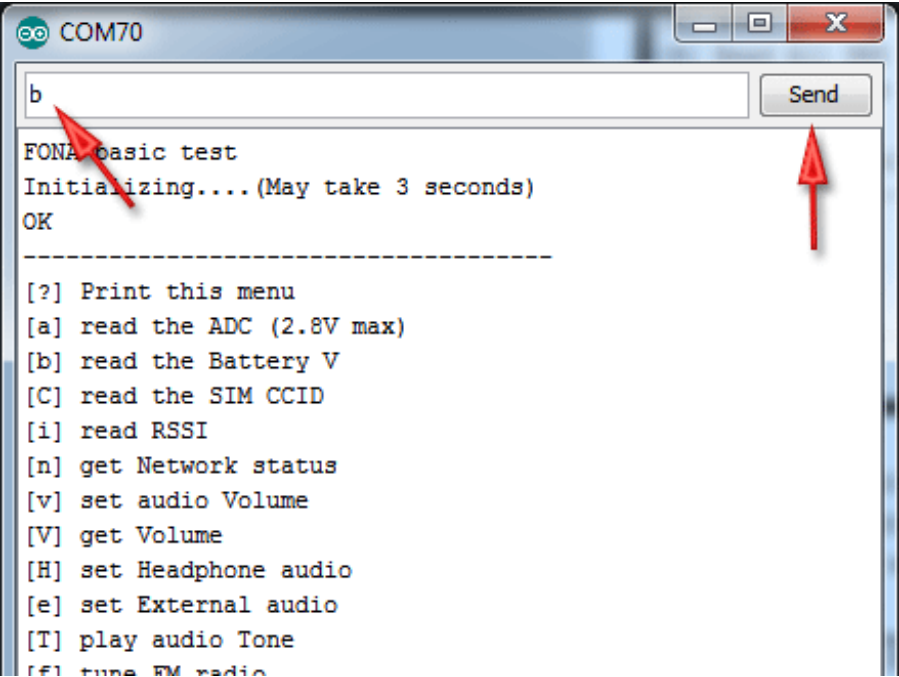 COM70
b
Send
FONA basic test
Initializing....(May take 3 seconds)
OK
-------------------------------------
[?] Print this menu
[a] read the ADC (2.8V max)
[b] read the Battery V
[C] read the SIM CCID
[i] read RSSI
[n] get Network status
[v] set audio Volume
[V] get Volume
[H] set Headphone audio
[e] set External audio
[T] play audio Tone
[f] tune FM radio